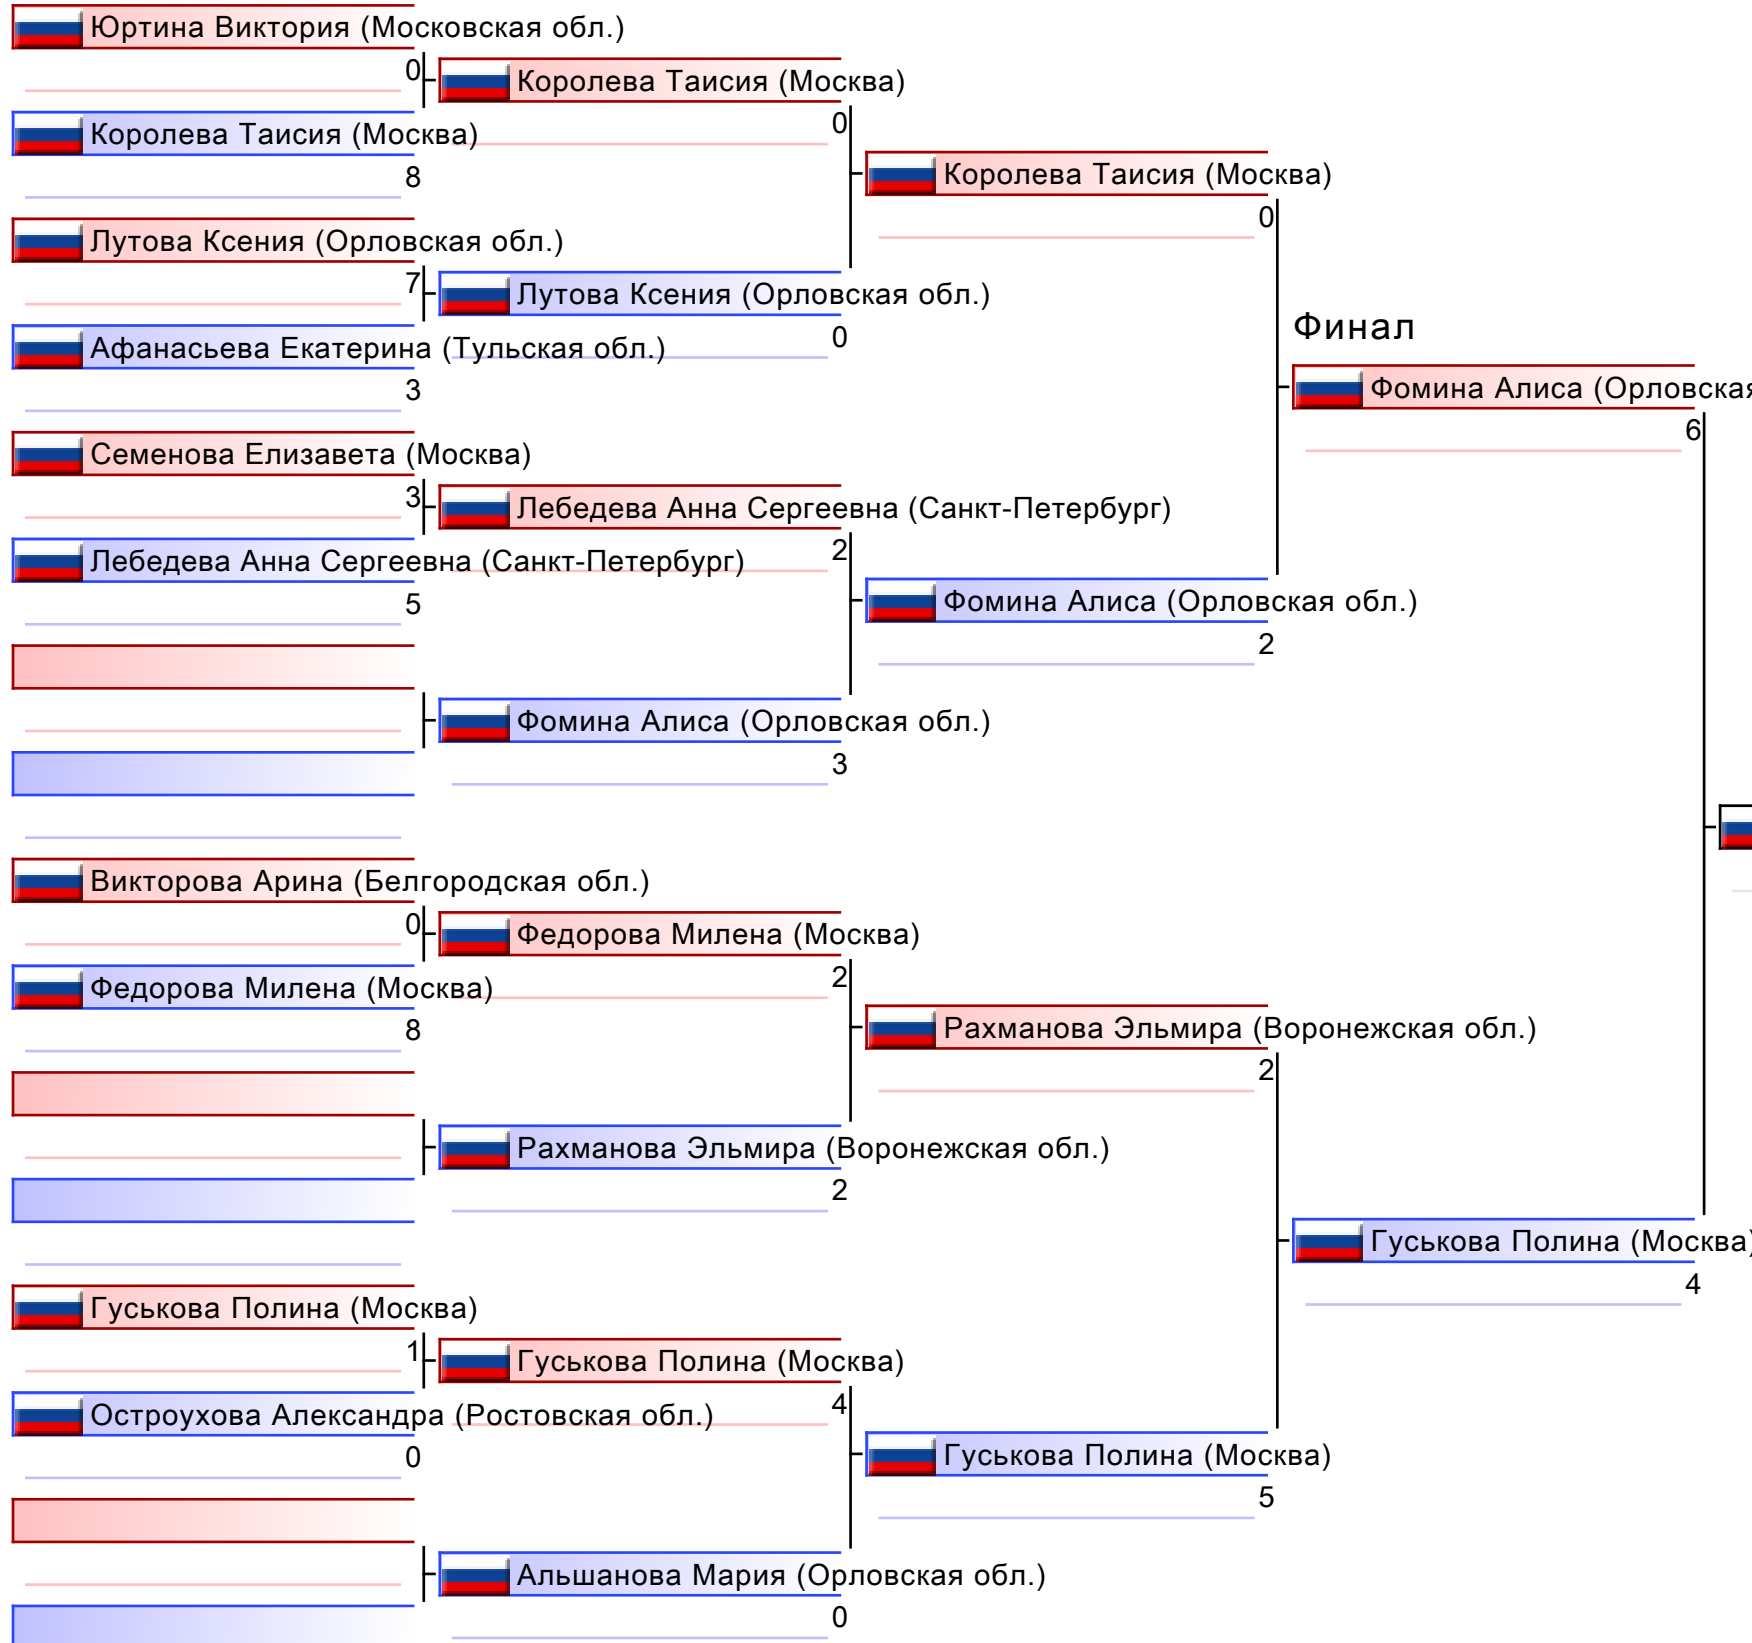 Юртина Виктория (Московская обл.)
0
Королева Таисия (Москва)
8
Лутова Ксения (Орловская обл.)
7
Афанасьева Екатерина (Тульская обл.)
3
Семенова Елизавета (Москва)
3
Лебедева Анна Сергеевна (Санкт-Петербург)
5
Викторова Арина (Белгородская обл.)
0
Федорова Милена (Москва)
8
Гуськова Полина (Москва)
1
Остроухова Александра (Ростовская обл.)
0
Королева Таисия (Москва)
0
Лутова Ксения (Орловская обл.)
0
Лебедева Анна Сергеевна (Санкт-Петербург)
2
Фомина Алиса (Орловская обл.)
3
Федорова Милена (Москва)
2
Рахманова Эльмира (Воронежская обл.)
2
Гуськова Полина (Москва)
4
Альшанова Мария (Орловская обл.)
0
Королева Таисия (Москва)
0
Фомина Алиса (Орловская обл.)
2
Рахманова Эльмира (Воронежская обл.)
2
Гуськова Полина (Москва)
5
Финал
Фомина Алиса (Орловская
6
Гуськова Полина (Москва)
4